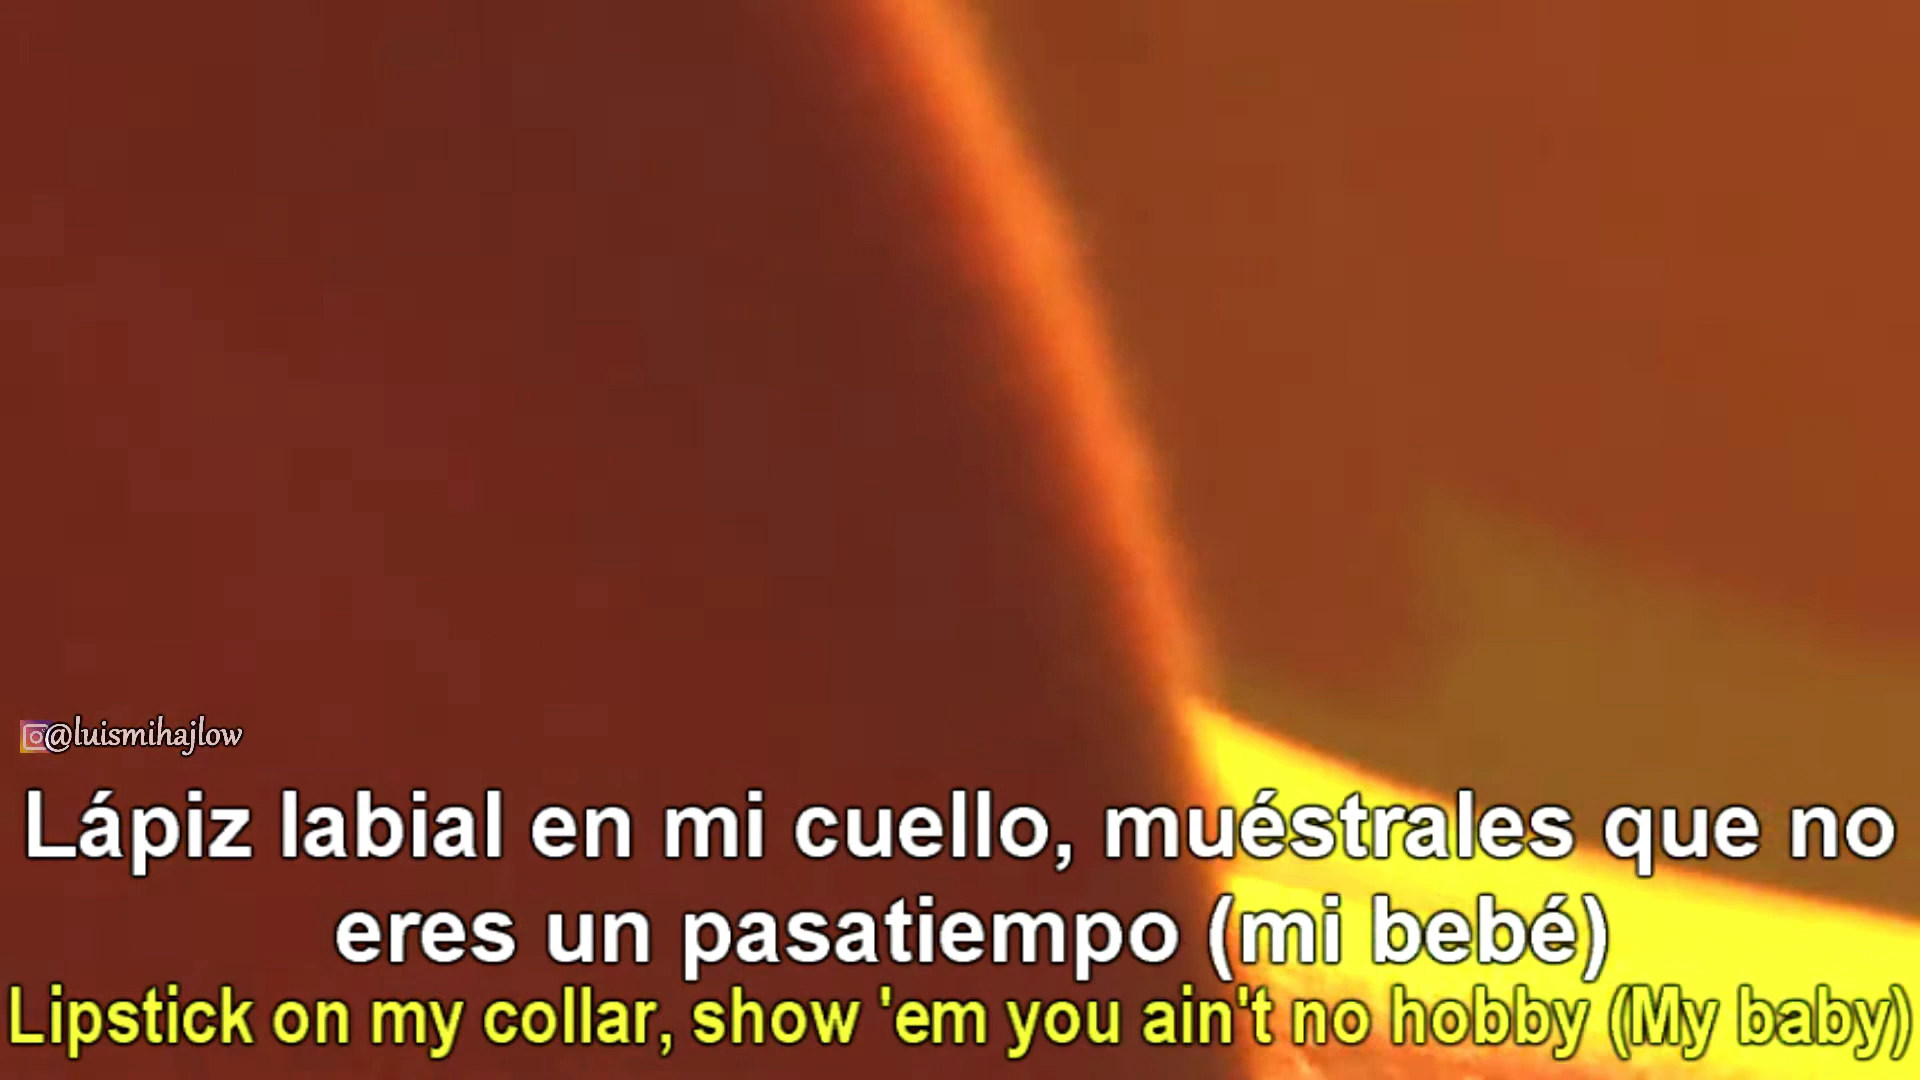 @luismihajlow
Lápiz labial en mi cuello, muéstrales que no
eres un pasatiempo (mi bebé)
Lipstick on my collar, show 'em you ain't no hobby (My baby)